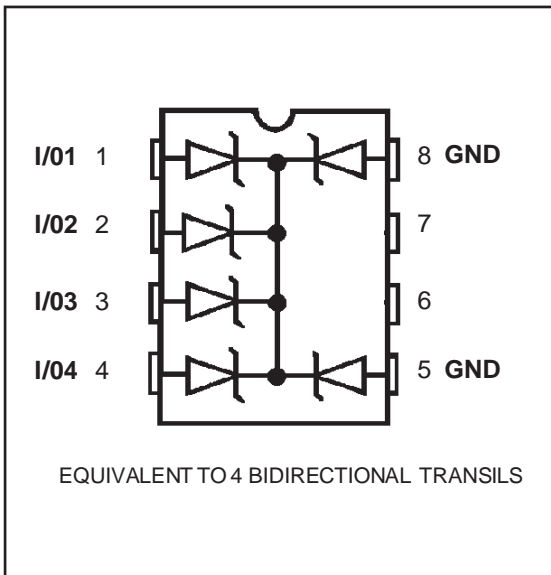 I/01 1 8 GND
I/02 2 7
I/03 3 6
I/04 4 5 GND
EQUIVALENT TO 4 BIDIRECTIONAL TRANSILS